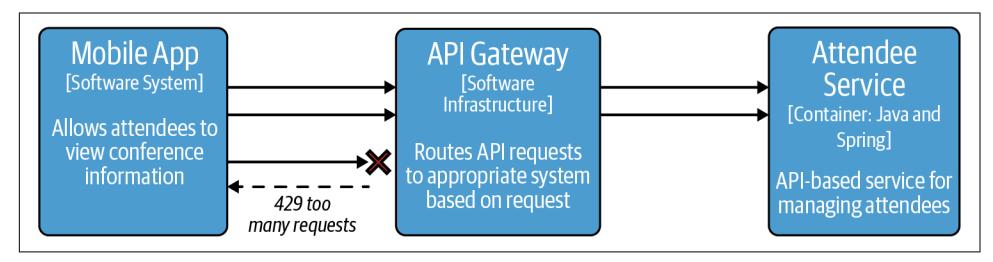 Mobile App
[Software System]
Allows attendees to
view conference
information
429 too
many requests
API Gateway
[Software
Infrastructure]
Routes API requests
to appropriate system
based on request
Attendee
Service
[Container: Java and
Spring]
API-based service for
managing attendees